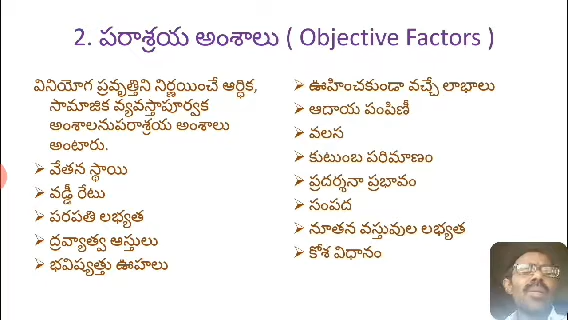 2. పరాశ్రయ అంశాలు ( Objective Factors )
వినియోగ ప్రవృత్తిని నిర్ణయించే ఆర్ధిక,
సామాజిక వ్యవస్తాపూర్వక
అంశాలనుపరాశ్రయ అంశాలు
అంటారు.
వేతన స్థాయి
వడ్డీ రేటు
పరపతి లభ్యత
ద్రవ్యాత్వ ఆస్తులు
భవిష్యత్తు ఊహలు
ఊహించకుండా వచ్చే లాభాలు
ఆదాయ పంపిణీ
వలస
కుటుంబ పరిమాణం
ప్రదర్శనా ప్రభావం
సంపద
నూతన వస్తువుల లభ్యత
కోశ విధానం